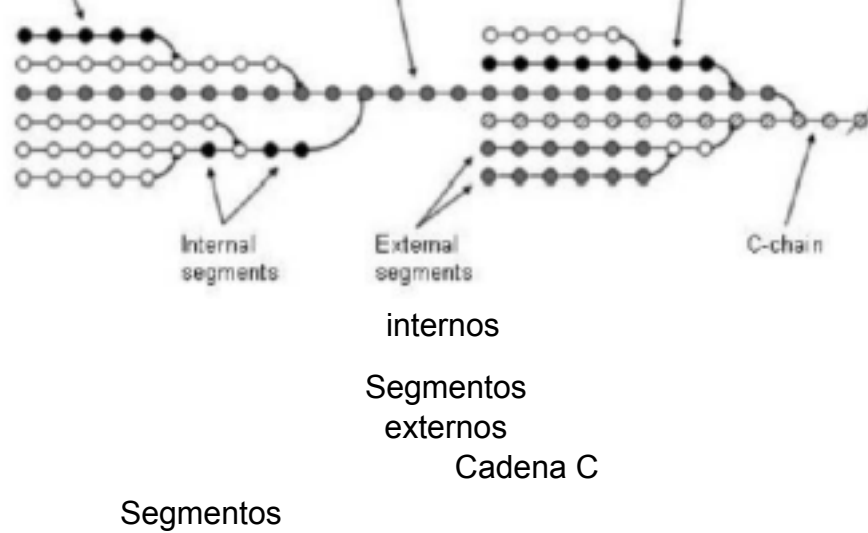 Internal
segments
External
segments
C-chain
internos
Segmentos
externos
Cadena C
Segmentos